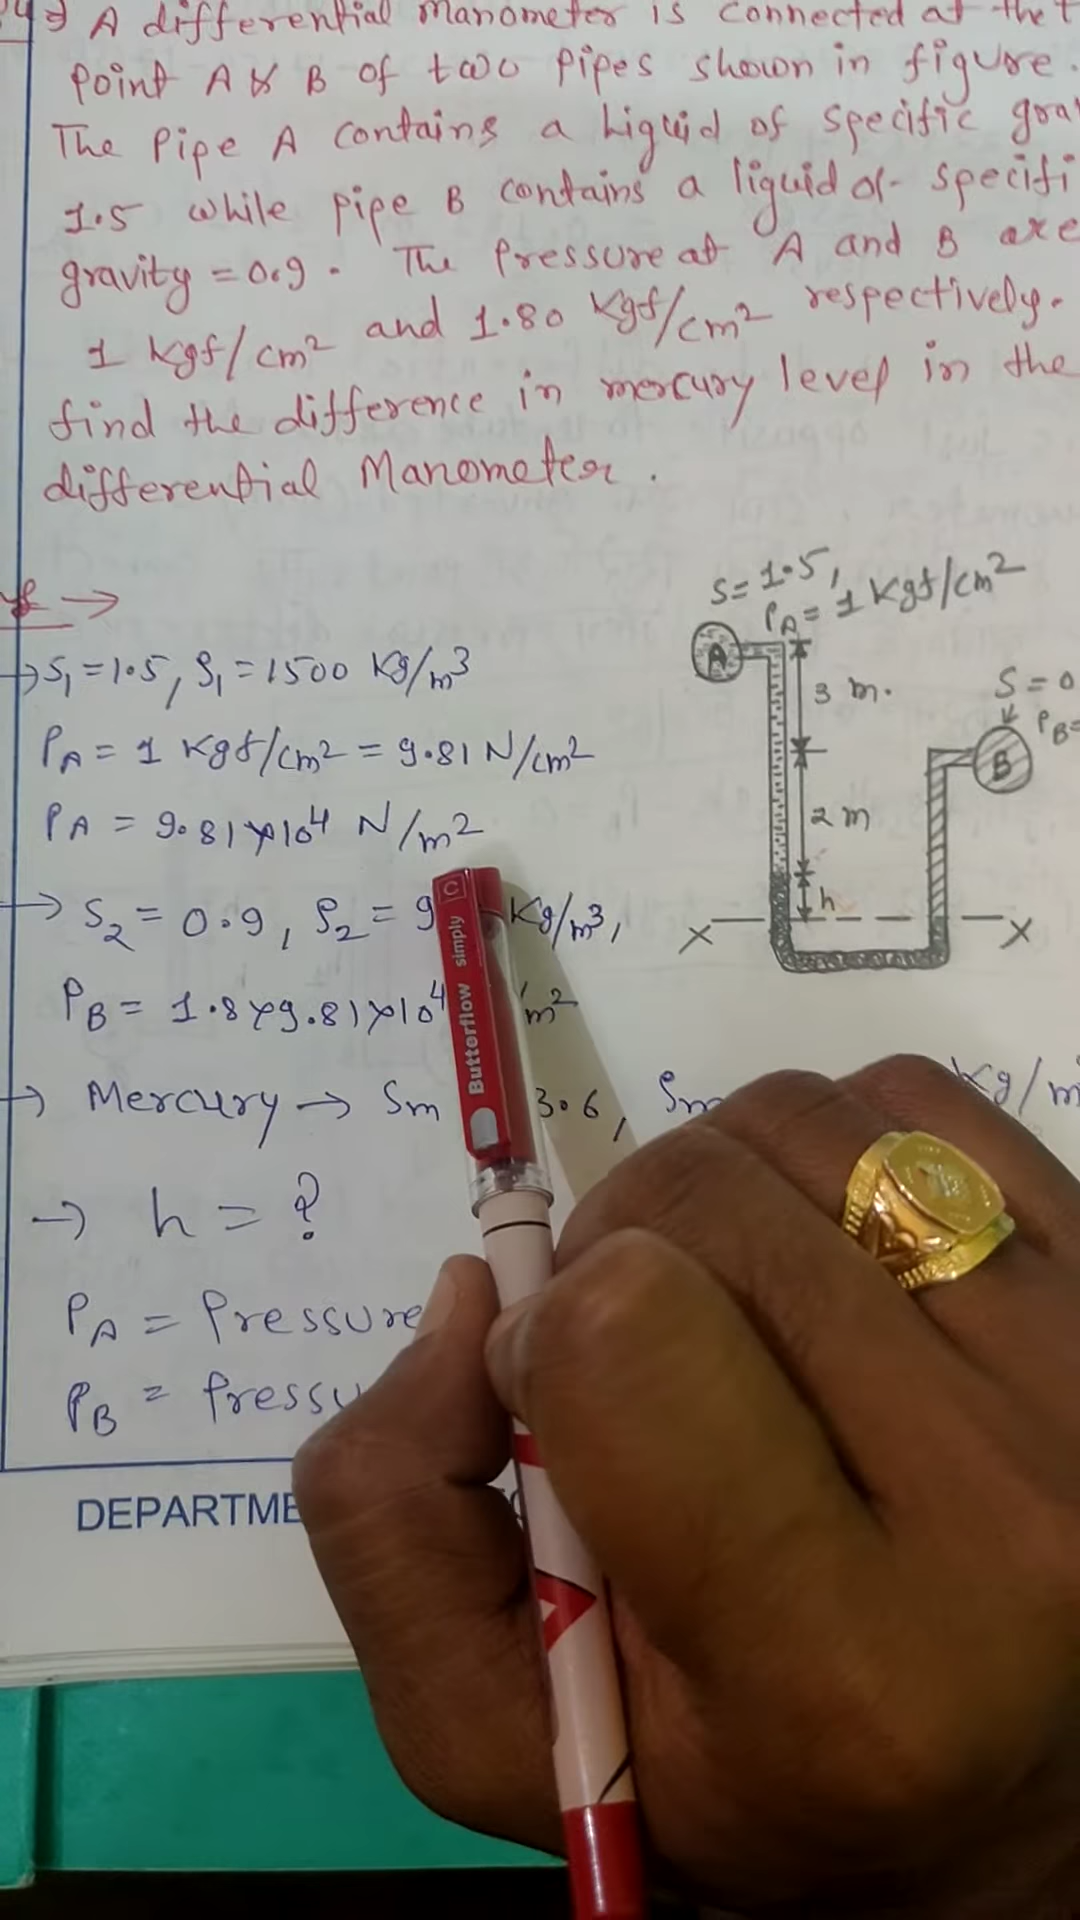 A differential Manometer is connected at the
point A & B of two pipes shown in figure.
The pipe A contains a liquid of specific
1.5 while pipe B contains a liquid of
gravity = 0.9. The pressure at A and B are
1 kgf/cm² and 1.80 kgf/cm² respectively.
find the difference in mercury level in the
differential Manometer.
S = 1.5,
PA = 1 kgf/cm²
A
3 m.
S = 0
PB =
B
2 m
h
X X
→ S₁ = 1.5, ρ₁ = 1500 Kg/m³
PA = 1 kgf/cm² = 9.81 N/cm²
PA = 9.81×10⁴ N/m²
→ S₂ = 0.9, ρ₂ = 9 Kg/m³,
PB = 1.8×9.81×10⁴ m²
→ Mercury → Sm 3.6, ρm Kg/m
→ h = ?
PA = Pressure
PB =
C
Butterflow simply